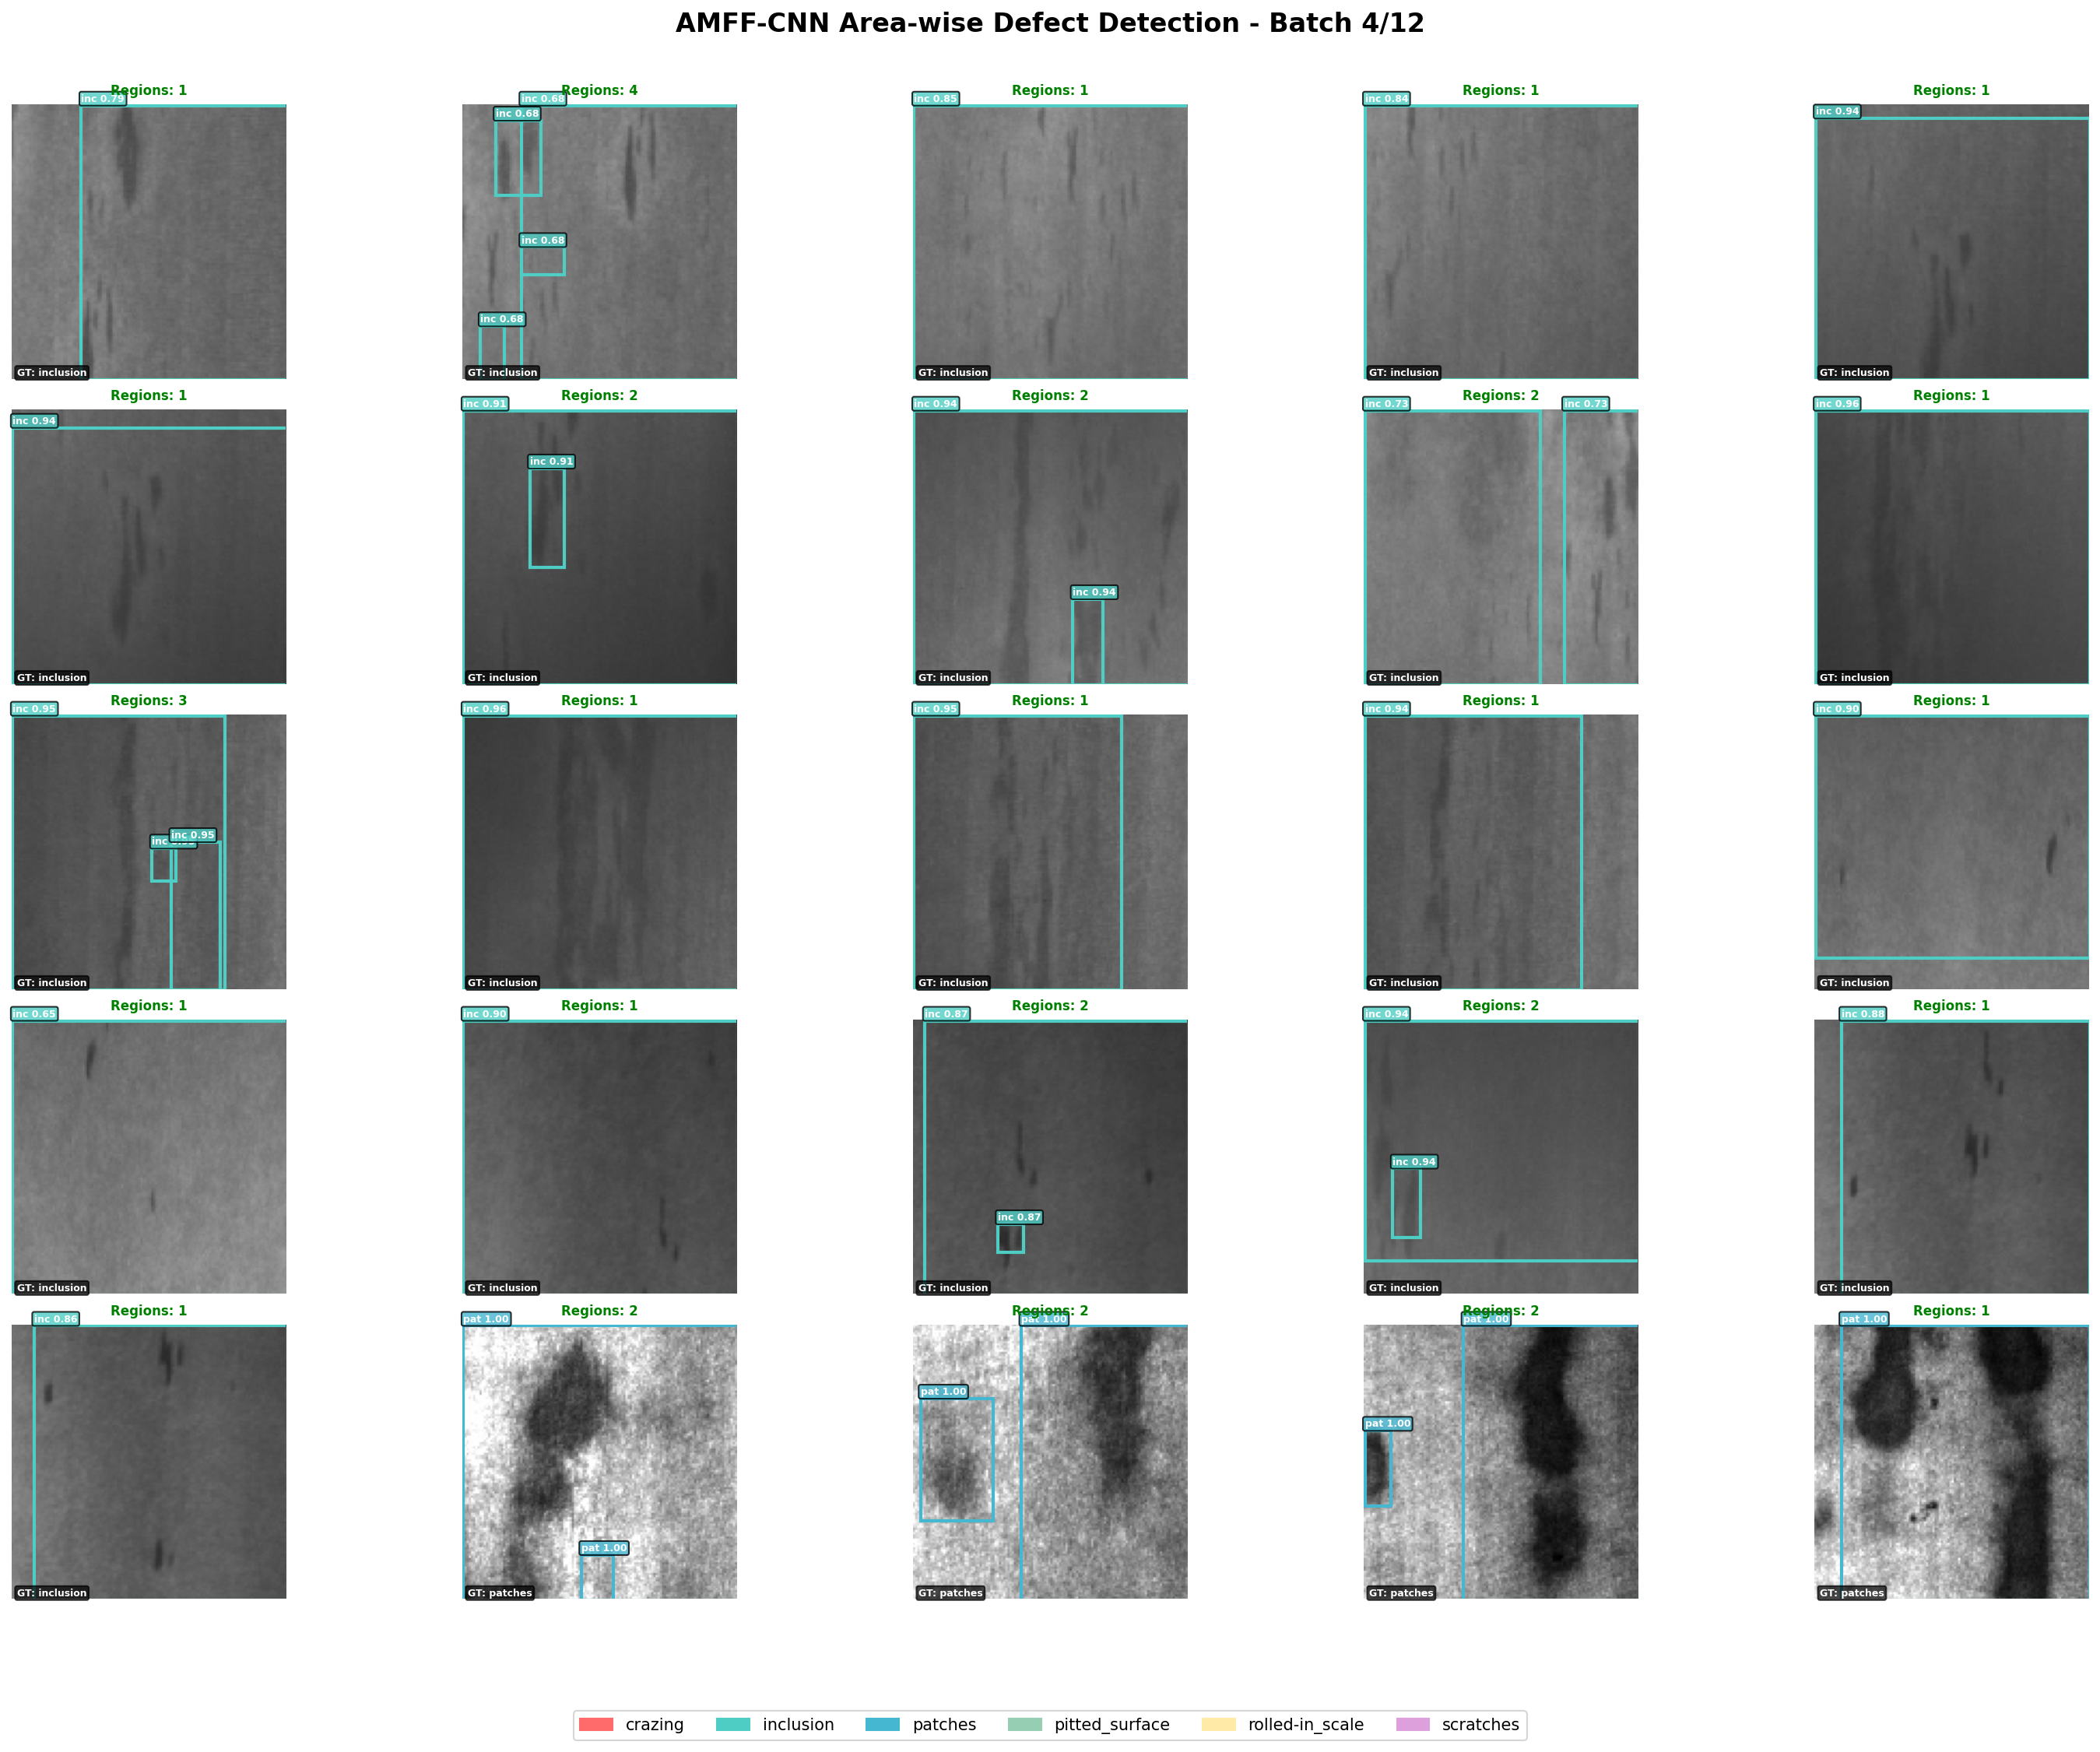 AMFF-CNN Area-wise Defect Detection - Batch 4/12
Regions: 1
inc 0.79
GT: inclusion
Regions: 4
inc 0.68
inc 0.68
inc 0.68
inc 0.68
GT: inclusion
Regions: 1
inc 0.85
GT: inclusion
Regions: 1
inc 0.84
GT: inclusion
Regions: 1
inc 0.94
GT: inclusion
Regions: 1
inc 0.94
GT: inclusion
Regions: 2
inc 0.91
inc 0.91
GT: inclusion
Regions: 2
inc 0.94
inc 0.94
GT: inclusion
Regions: 2
inc 0.73
inc 0.73
GT: inclusion
Regions: 1
inc 0.96
GT: inclusion
Regions: 3
inc 0.95
inc 0.95
inc
GT: inclusion
Regions: 1
inc 0.96
GT: inclusion
Regions: 1
inc 0.95
GT: inclusion
Regions: 1
inc 0.94
GT: inclusion
Regions: 1
inc 0.90
GT: inclusion
Regions: 1
inc 0.65
GT: inclusion
Regions: 1
inc 0.90
GT: inclusion
Regions: 2
inc 0.87
inc 0.87
GT: inclusion
Regions: 2
inc 0.94
inc 0.94
GT: inclusion
Regions: 1
inc 0.88
GT: inclusion
Regions: 1
inc 0.86
GT: inclusion
Regions: 2
pat 1.00
pat 1.00
GT: patches
Regions: 2
pat 1.00
pat 1.00
GT: patches
Regions: 2
pat 1.00
pat 1.00
GT: patches
Regions: 1
pat 1.00
GT: patches
crazing
inclusion
patches
pitted_surface
rolled-in_scale
scratches